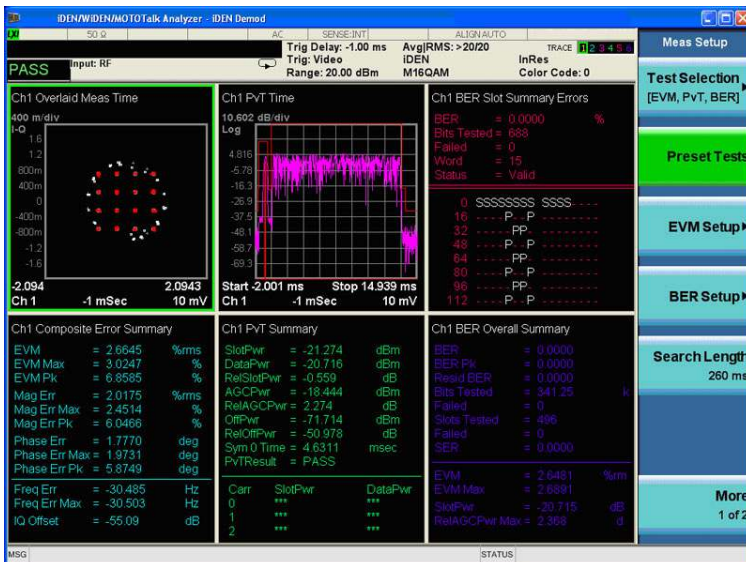 iDEN/WiDEN/MOTOTalk Analyzer - iDEN Demod
LXI 50 Ω AC SENSE:INT ALIGN AUTO
Trig Delay: -1.00 ms Avg|RMS: >20/20 TRACE 1 2 3 4 5 6
PASS Input: RF Trig: Video iDEN InRes
Range: 20.00 dBm M16QAM Color Code: 0
Ch1 Overlaid Meas Time
400 m/div
I-Q
1.6
1.2
800m
400m
0
-400m
-800m
-1.2
-1.6
-2.094 2.0943
Ch 1 -1 mSec 10 mV
Ch1 PvT Time
10.602 dB/div
Log
4.816
-5.78
-16.3
-26.9
-37.5
-48.1
-58.7
-69.3
Start -2.001 ms Stop 14.939 ms
Ch 1 -1 mSec 10 mV
Ch1 BER Slot Summary Errors
BER = 0.0000 %
Bits Tested = 688
Failed = 0
Word = 15
Status = Valid
0 SSSSSSSS SSSS----
16 ----P--P--------
32 -----PP---------
48 ----P--P--------
64 -----PP---------
80 ----P--P--------
96 -----PP---------
112 ----P--P--------
Ch1 Composite Error Summary
EVM = 2.6645 %rms
EVM Max = 3.0247 %
EVM Pk = 6.8585 %
Mag Err = 2.0175 %rms
Mag Err Max = 2.4514 %
Mag Err Pk = 6.0466 %
Phase Err = 1.7770 deg
Phase Err Max = 1.9731 deg
Phase Err Pk = 5.8749 deg
Freq Err = -30.485 Hz
Freq Err Max = -30.503 Hz
IQ Offset = -55.09 dB
Ch1 PvT Summary
SlotPwr = -21.274 dBm
DataPwr = -20.716 dBm
RelSlotPwr = -0.559 dB
AGCPwr = -18.444 dBm
RelAGCPwr = 2.274 dB
OffPwr = -71.714 dBm
RelOffPwr = -50.978 dB
Sym 0 Time = 4.6311 msec
PvTResult = PASS
Carr SlotPwr DataPwr
0 *** ***
1 *** ***
2 *** ***
Ch1 BER Overall Summary
BER = 0.0000
BER Pk = 0.0000
Resid BER = 0.0000
Bits Tested = 341.25 k
Failed = 0
Slots Tested = 496
Failed = 0
SER = 0.0000
EVM = 2.6481 %rm
EVM Max = 2.6891
SlotPwr = -20.715 dB
RelAGCPwr Max = 2.368 d
Meas Setup
Test Selection
[EVM, PvT, BER]
Preset Tests
EVM Setup
BER Setup
Search Length
260 ms
More
1 of 2
MSG STATUS